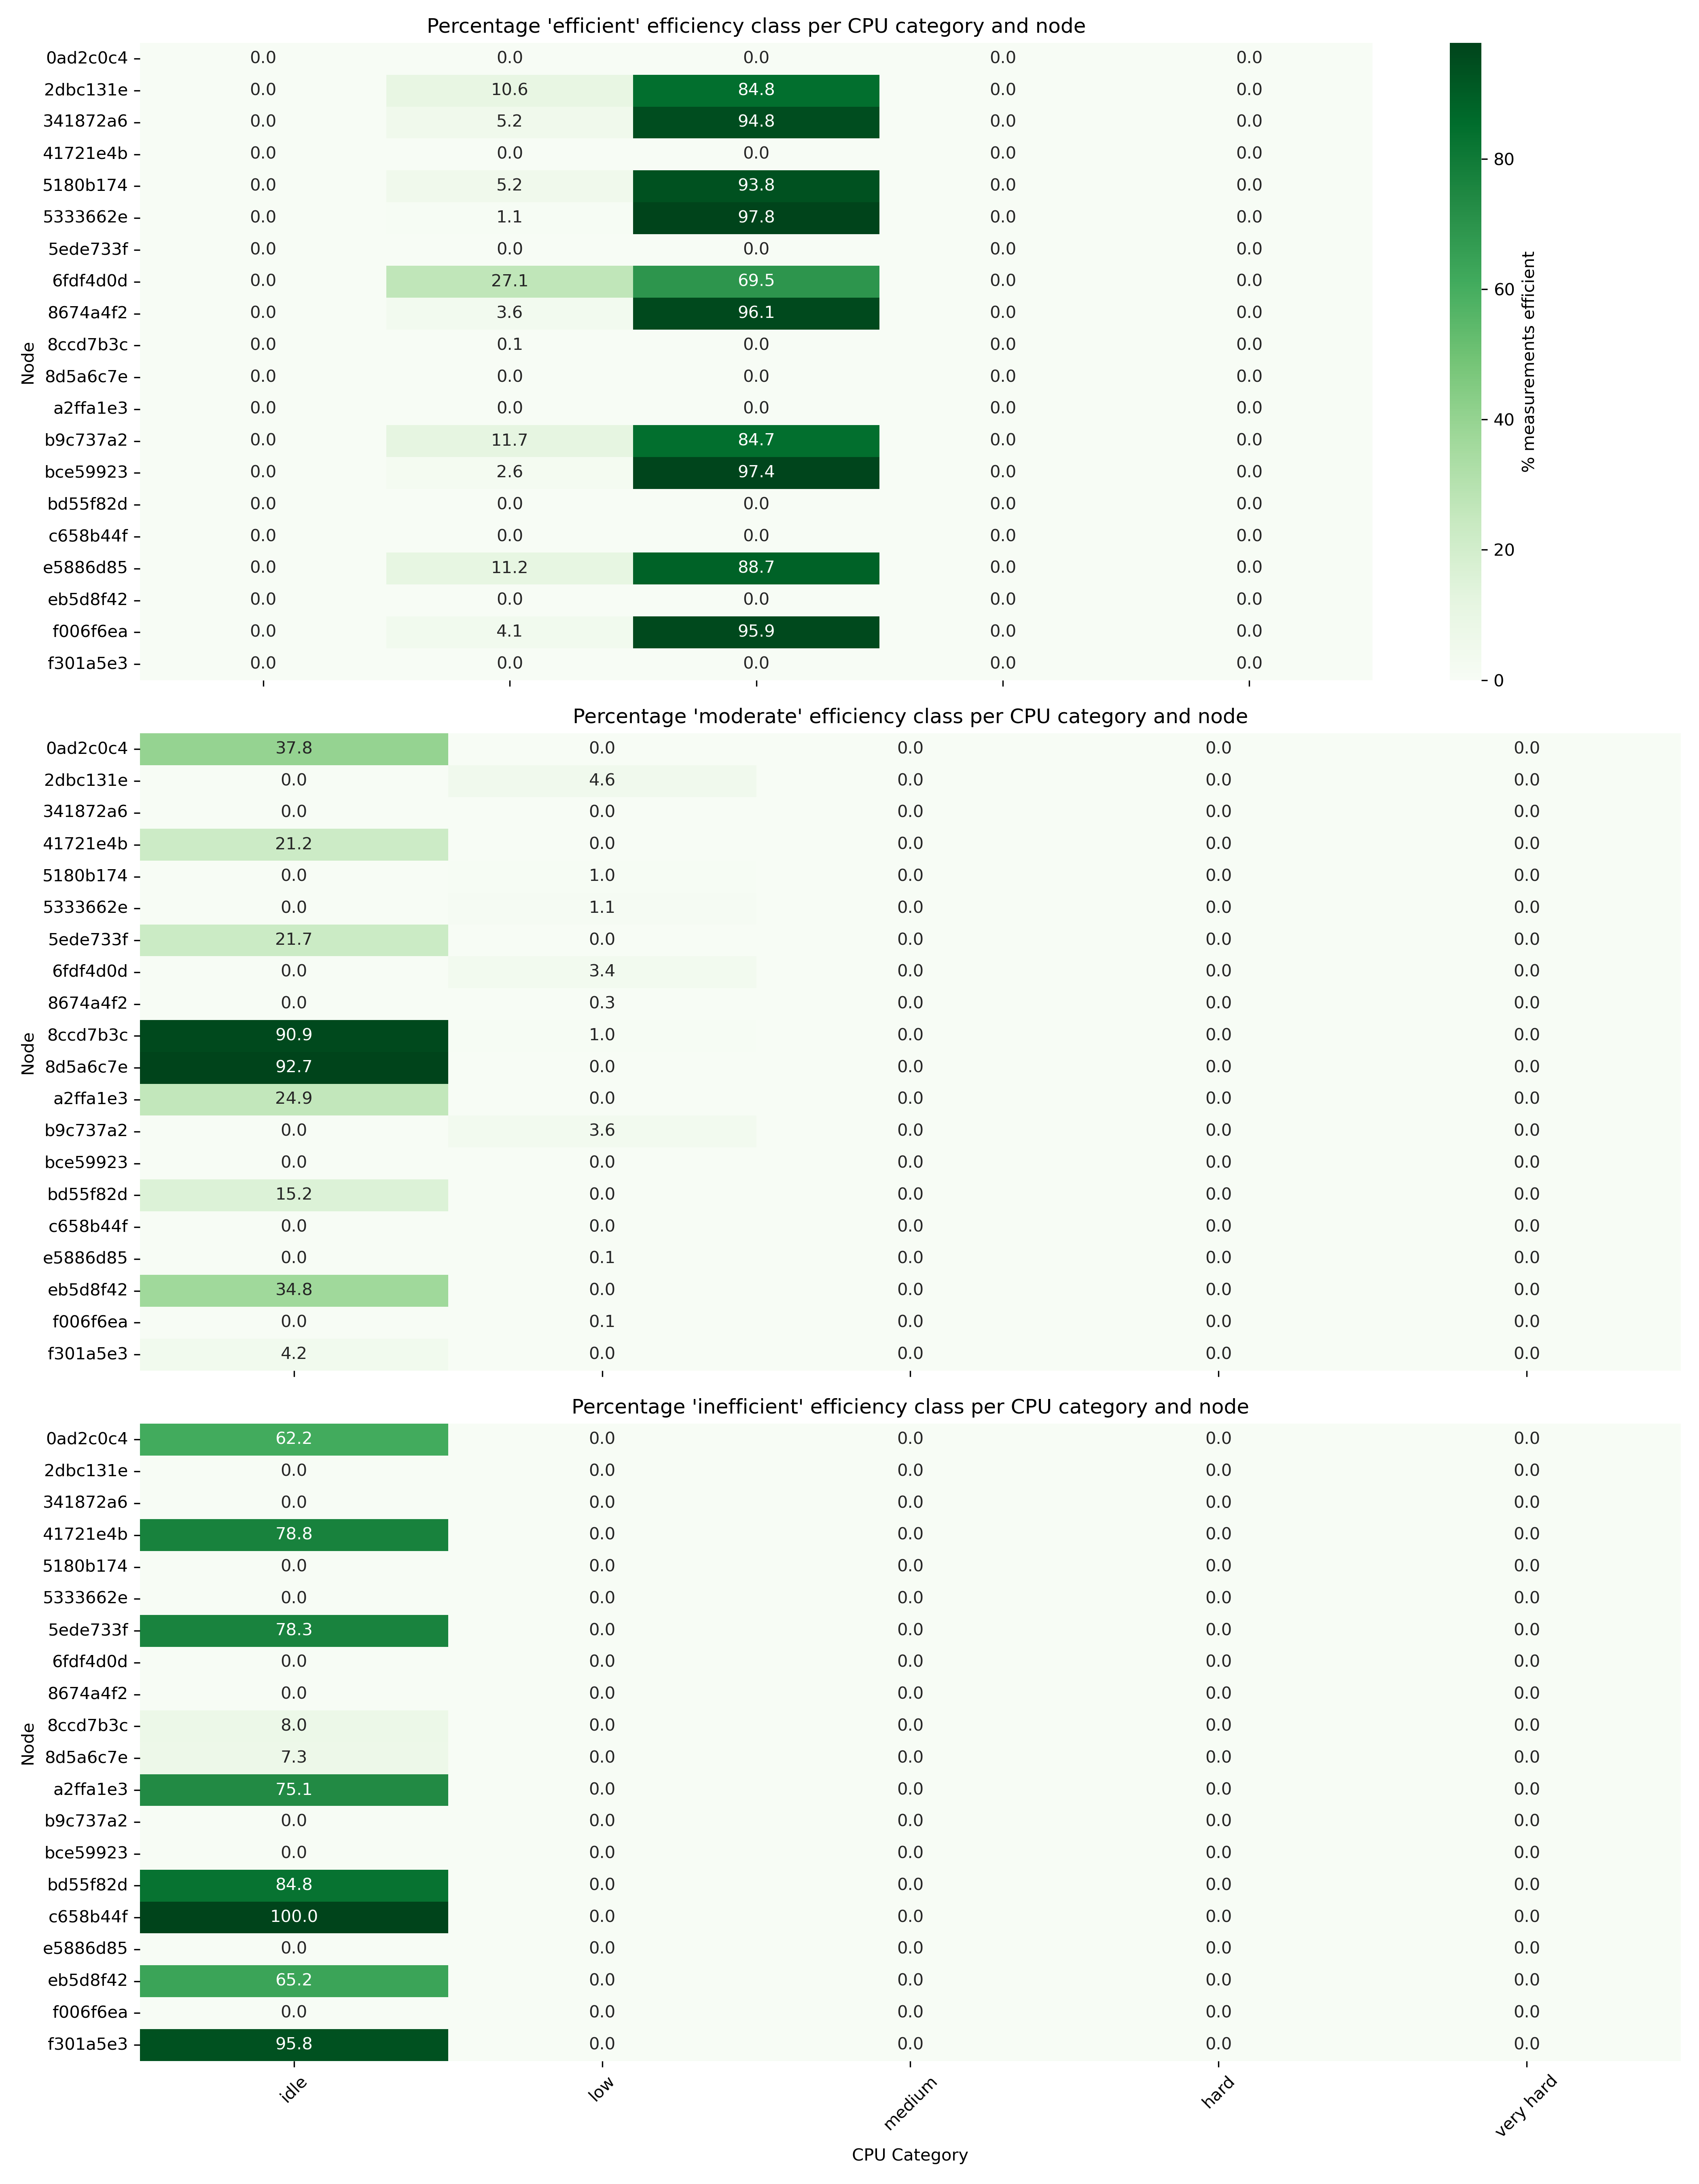 Percentage 'efficient' efficiency class per CPU category and node
0ad2c0c4 0.0 0.0 0.0 0.0 0.0
2dbc131e 0.0 10.6 84.8 0.0 0.0
341872a6 0.0 5.2 94.8 0.0 0.0
41721e4b 0.0 0.0 0.0 0.0 0.0
5180b174 0.0 5.2 93.8 0.0 0.0
5333662e 0.0 1.1 97.8 0.0 0.0
5ede733f 0.0 0.0 0.0 0.0 0.0
6fdf4d0d 0.0 27.1 69.5 0.0 0.0
8674a4f2 0.0 3.6 96.1 0.0 0.0
8ccd7b3c 0.0 0.1 0.0 0.0 0.0
8d5a6c7e 0.0 0.0 0.0 0.0 0.0
a2ffa1e3 0.0 0.0 0.0 0.0 0.0
b9c737a2 0.0 11.7 84.7 0.0 0.0
bce59923 0.0 2.6 97.4 0.0 0.0
bd55f82d 0.0 0.0 0.0 0.0 0.0
c658b44f 0.0 0.0 0.0 0.0 0.0
e5886d85 0.0 11.2 88.7 0.0 0.0
eb5d8f42 0.0 0.0 0.0 0.0 0.0
f006f6ea 0.0 4.1 95.9 0.0 0.0
f301a5e3 0.0 0.0 0.0 0.0 0.0
Node
80
60
40
20
0
% measurements efficient
Percentage 'moderate' efficiency class per CPU category and node
0ad2c0c4 37.8 0.0 0.0 0.0 0.0
2dbc131e 0.0 4.6 0.0 0.0 0.0
341872a6 0.0 0.0 0.0 0.0 0.0
41721e4b 21.2 0.0 0.0 0.0 0.0
5180b174 0.0 1.0 0.0 0.0 0.0
5333662e 0.0 1.1 0.0 0.0 0.0
5ede733f 21.7 0.0 0.0 0.0 0.0
6fdf4d0d 0.0 3.4 0.0 0.0 0.0
8674a4f2 0.0 0.3 0.0 0.0 0.0
8ccd7b3c 90.9 1.0 0.0 0.0 0.0
8d5a6c7e 92.7 0.0 0.0 0.0 0.0
a2ffa1e3 24.9 0.0 0.0 0.0 0.0
b9c737a2 0.0 3.6 0.0 0.0 0.0
bce59923 0.0 0.0 0.0 0.0 0.0
bd55f82d 15.2 0.0 0.0 0.0 0.0
c658b44f 0.0 0.0 0.0 0.0 0.0
e5886d85 0.0 0.1 0.0 0.0 0.0
eb5d8f42 34.8 0.0 0.0 0.0 0.0
f006f6ea 0.0 0.1 0.0 0.0 0.0
f301a5e3 4.2 0.0 0.0 0.0 0.0
Node
Percentage 'inefficient' efficiency class per CPU category and node
0ad2c0c4 62.2 0.0 0.0 0.0 0.0
2dbc131e 0.0 0.0 0.0 0.0 0.0
341872a6 0.0 0.0 0.0 0.0 0.0
41721e4b 78.8 0.0 0.0 0.0 0.0
5180b174 0.0 0.0 0.0 0.0 0.0
5333662e 0.0 0.0 0.0 0.0 0.0
5ede733f 78.3 0.0 0.0 0.0 0.0
6fdf4d0d 0.0 0.0 0.0 0.0 0.0
8674a4f2 0.0 0.0 0.0 0.0 0.0
8ccd7b3c 8.0 0.0 0.0 0.0 0.0
8d5a6c7e 7.3 0.0 0.0 0.0 0.0
a2ffa1e3 75.1 0.0 0.0 0.0 0.0
b9c737a2 0.0 0.0 0.0 0.0 0.0
bce59923 0.0 0.0 0.0 0.0 0.0
bd55f82d 84.8 0.0 0.0 0.0 0.0
c658b44f 100.0 0.0 0.0 0.0 0.0
e5886d85 0.0 0.0 0.0 0.0 0.0
eb5d8f42 65.2 0.0 0.0 0.0 0.0
f006f6ea 0.0 0.0 0.0 0.0 0.0
f301a5e3 95.8 0.0 0.0 0.0 0.0
Node
idle low medium hard very hard
CPU Category